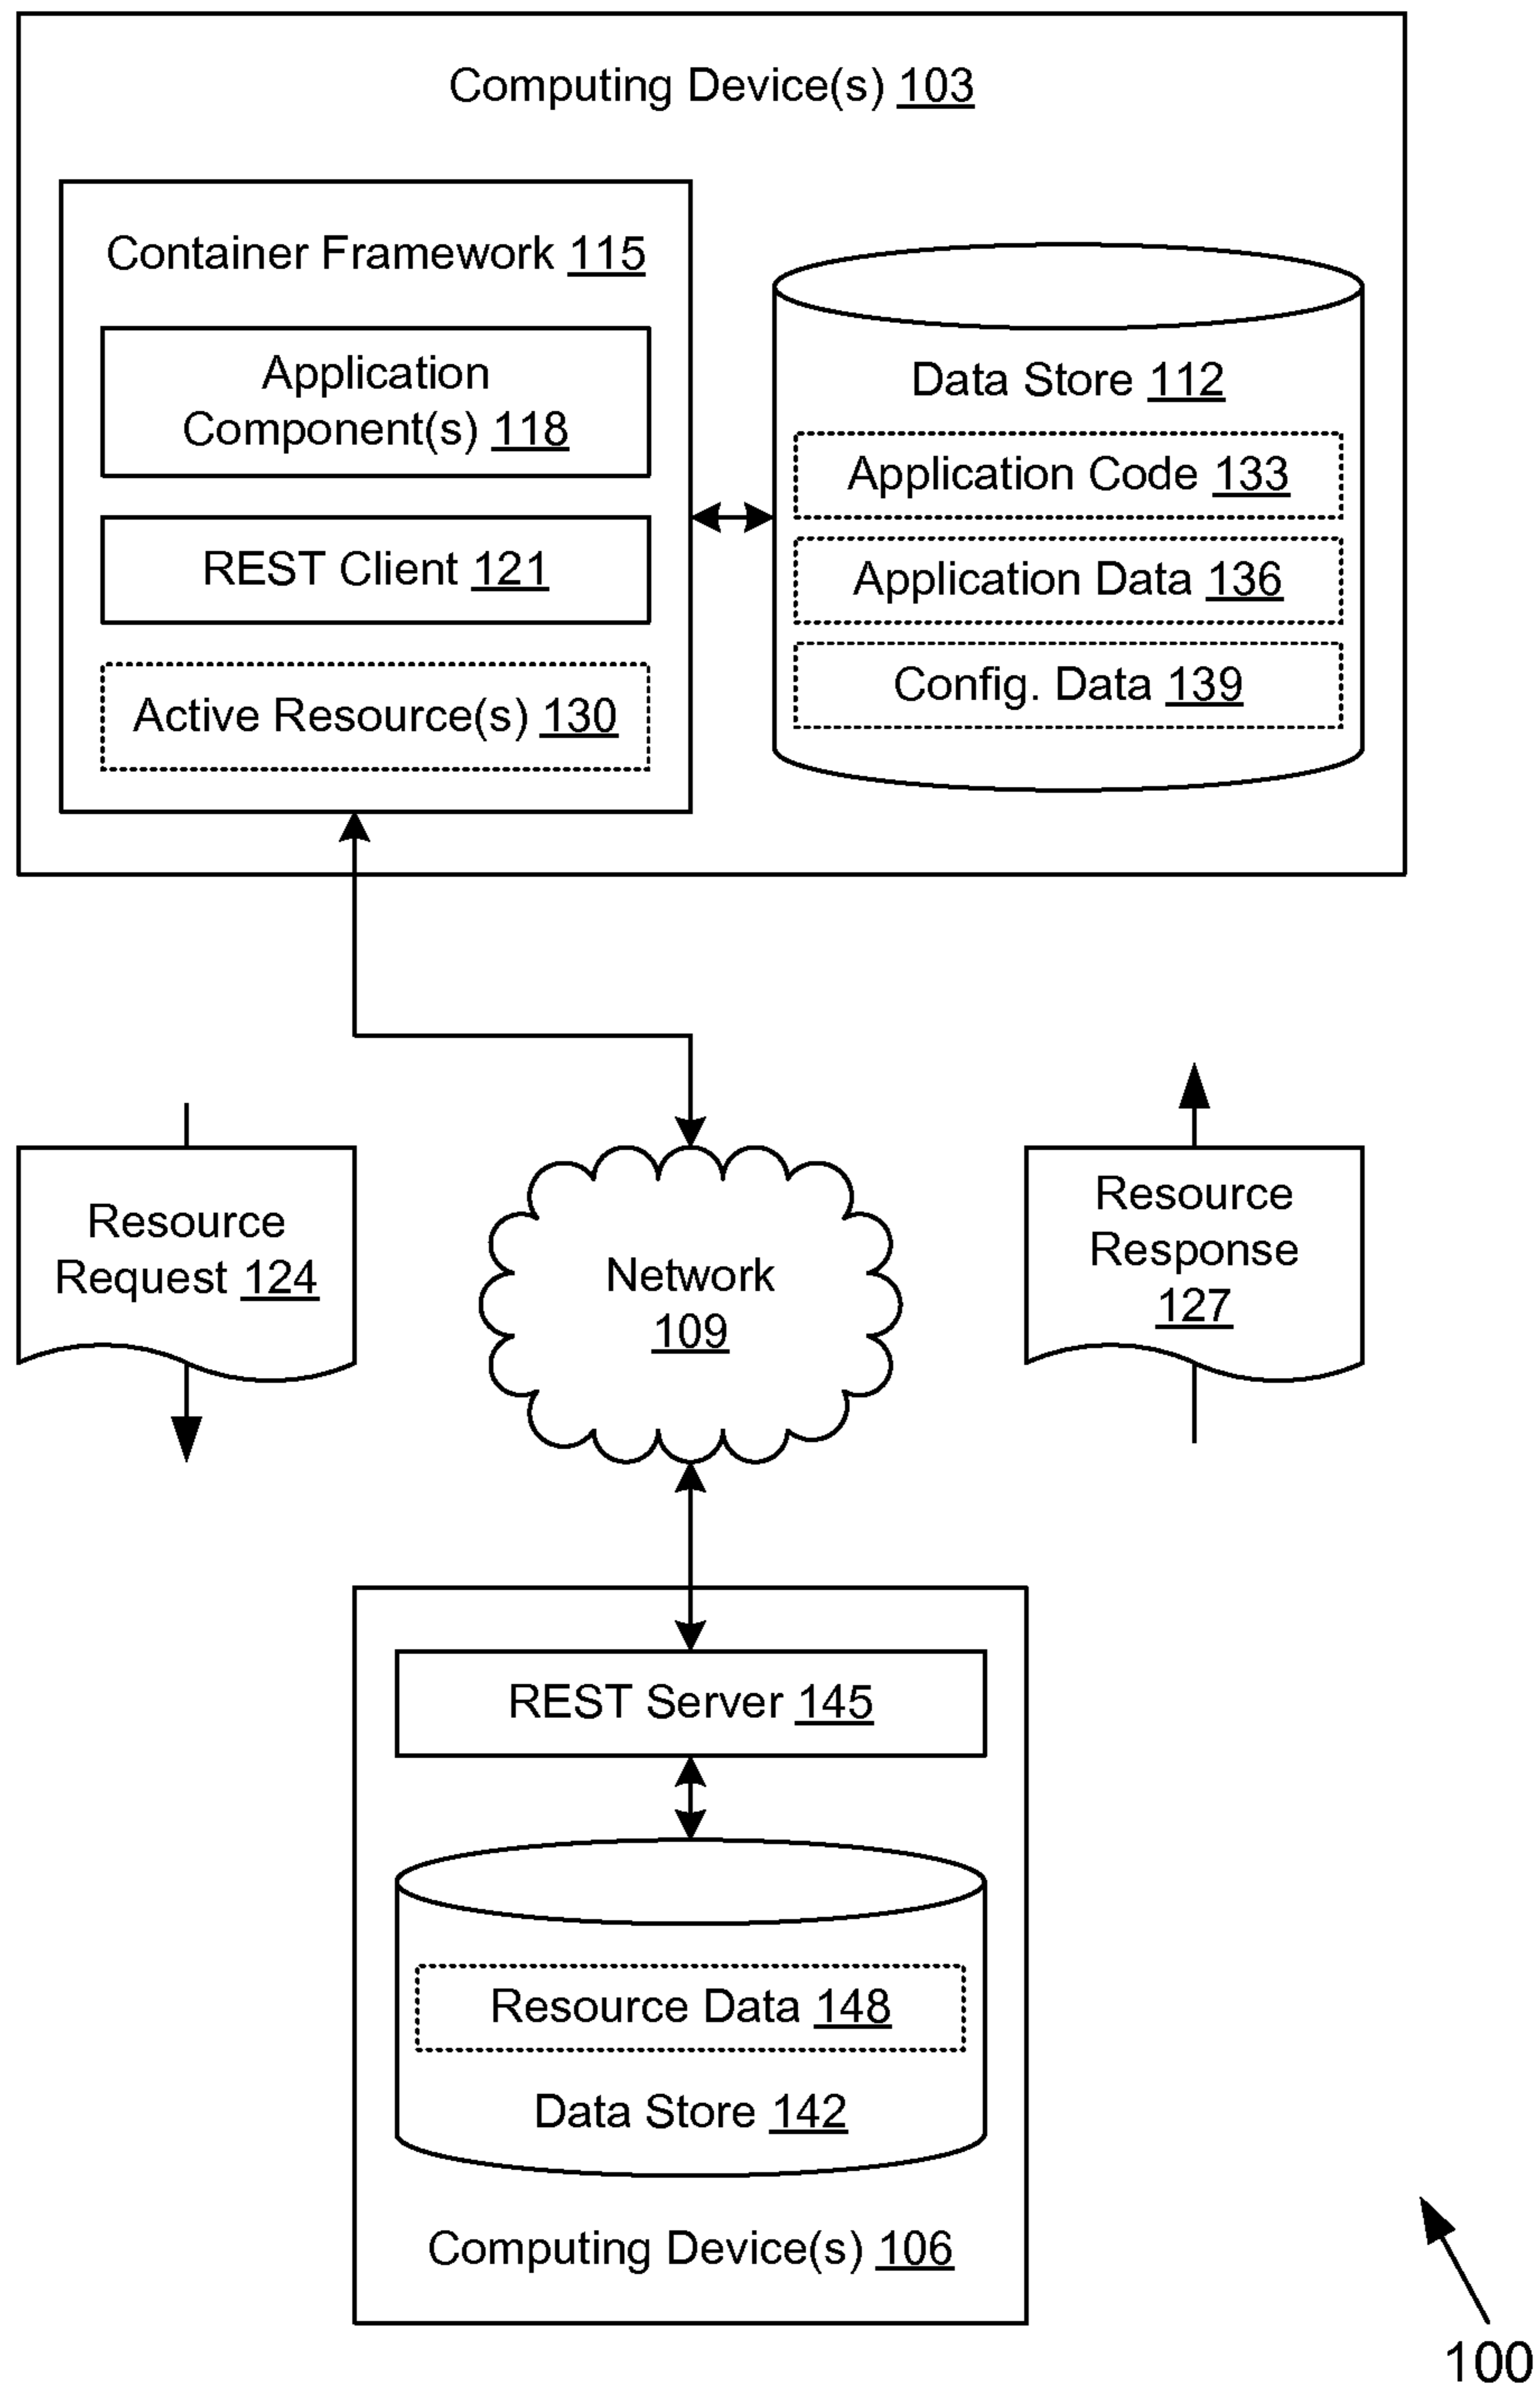 Computing Device(s) 103
Container Framework 115
Application
Component(s) 118
REST Client 121
Active Resource(s) 130
Data Store 112
Application Code 133
Application Data 136
Config. Data 139
Resource
Request 124
Network
109
Resource
Response
127
REST Server 145
Resource Data 148
Data Store 142
Computing Device(s) 106
100